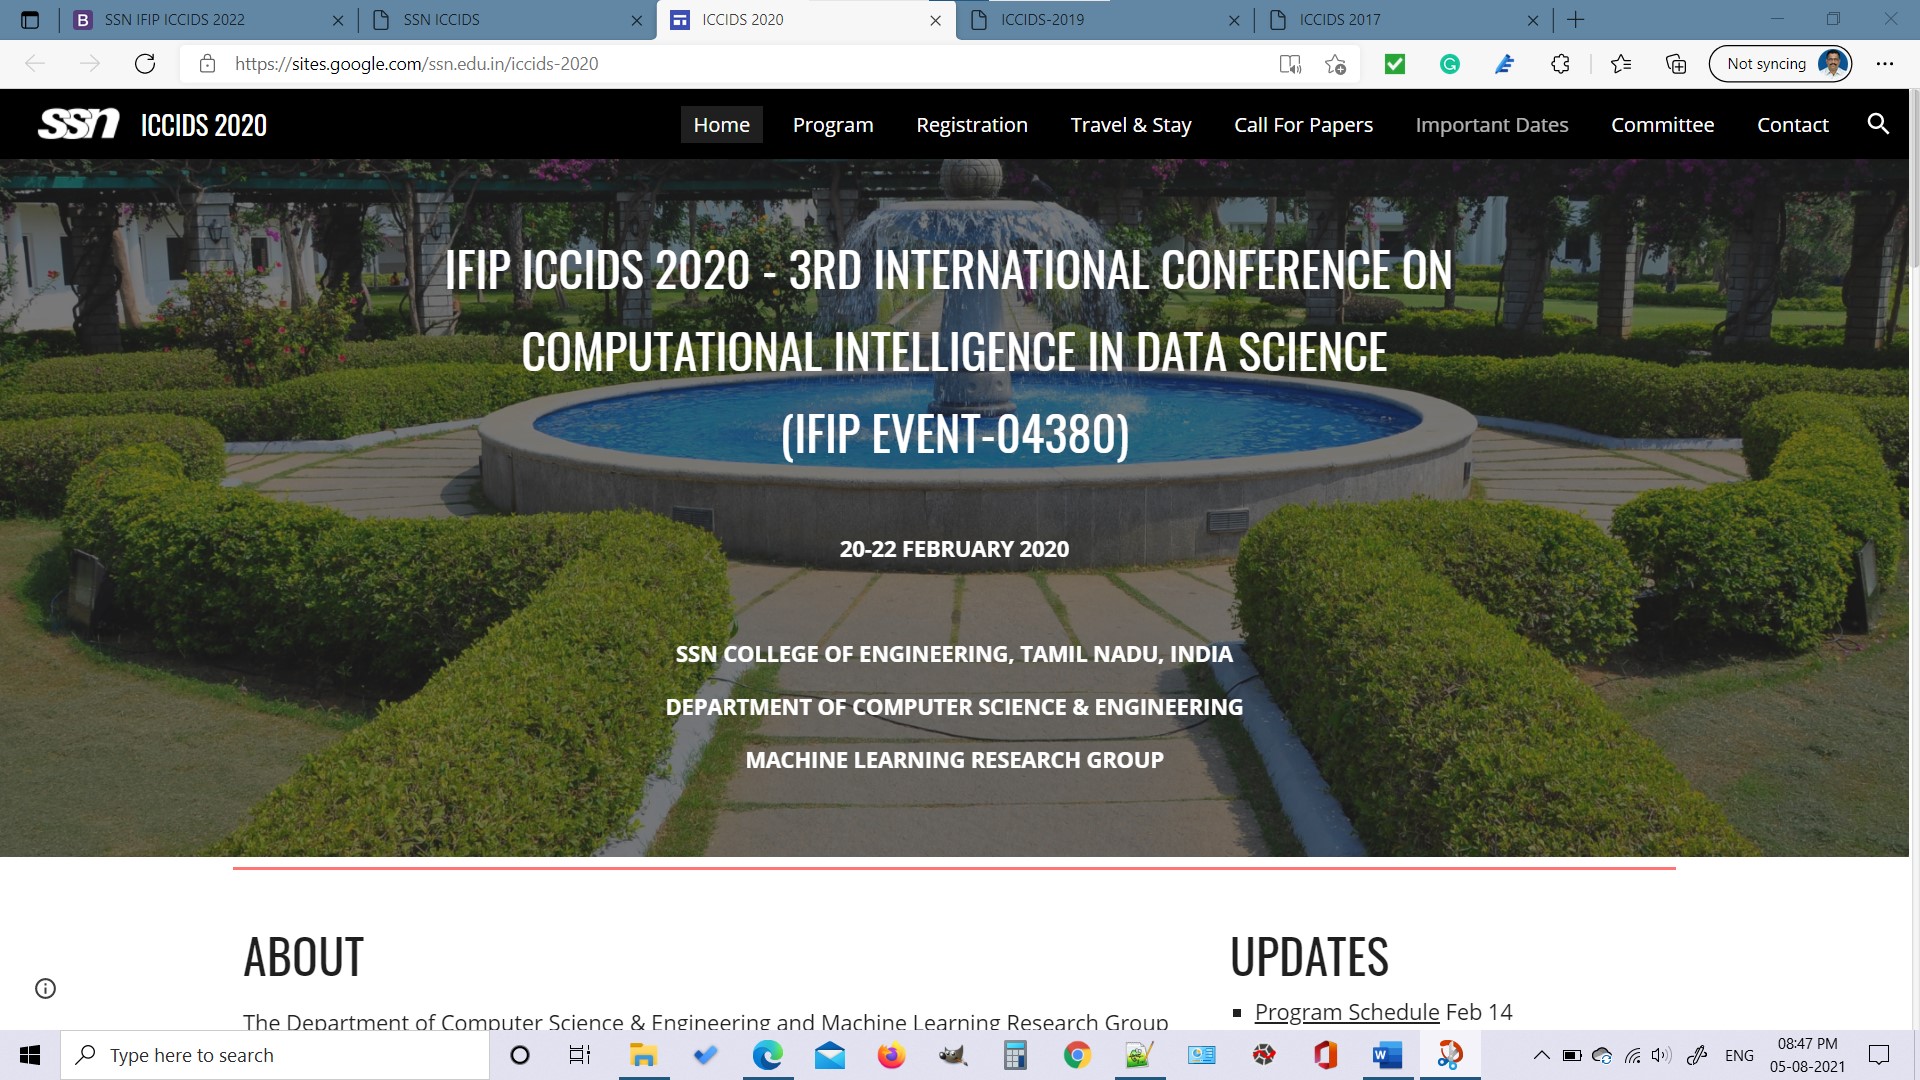 SSN IFIP ICCIDS 2022
SSN ICCIDS
ICCIDS 2020
ICCIDS-2019
ICCIDS 2017
https://sites.google.com/ssn.edu.in/iccids-2020
Not syncing
ssn ICCIDS 2020
Home Program Registration Travel & Stay Call For Papers Important Dates Committee Contact
IFIP ICCIDS 2020 - 3RD INTERNATIONAL CONFERENCE ON
COMPUTATIONAL INTELLIGENCE IN DATA SCIENCE
(IFIP EVENT-04380)
20-22 FEBRUARY 2020
SSN COLLEGE OF ENGINEERING, TAMIL NADU, INDIA
DEPARTMENT OF COMPUTER SCIENCE & ENGINEERING
MACHINE LEARNING RESEARCH GROUP
ABOUT
The Department of Computer Science & Engineering and Machine Learning Research Group
UPDATES
Program Schedule Feb 14
Type here to search
ENG
08:47 PM
05-08-2021